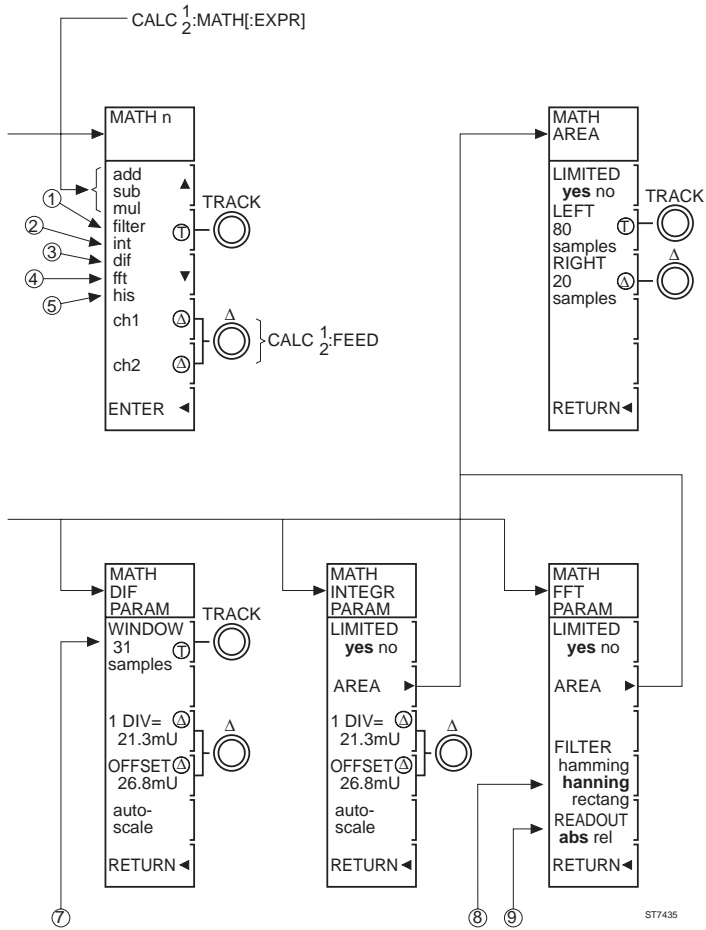 CALC 1/2:MATH[:EXPR]
MATH n
add
sub
mul
filter
int
dif
fft
his
ch1
ch2
ENTER ◄
▲
▼
TRACK
T
Δ
Δ
Δ
CALC 1/2:FEED
①
②
③
④
⑤
MATH
AREA
LIMITED
yes no
LEFT
80
samples
RIGHT
20
samples
RETURN◄
TRACK
T
Δ
Δ
MATH
DIF
PARAM
WINDOW
31
samples
1 DIV=
21.3mU
OFFSET
26.8mU
auto-
scale
RETURN◄
TRACK
T
Δ
Δ
Δ
⑦
MATH
INTEGR
PARAM
LIMITED
yes no
AREA ►
1 DIV=
21.3mU
OFFSET
26.8mU
auto-
scale
RETURN◄
Δ
Δ
Δ
MATH
FFT
PARAM
LIMITED
yes no
AREA ►
FILTER
hamming
hanning
rectang
READOUT
abs rel
RETURN◄
⑧
⑨
ST7435